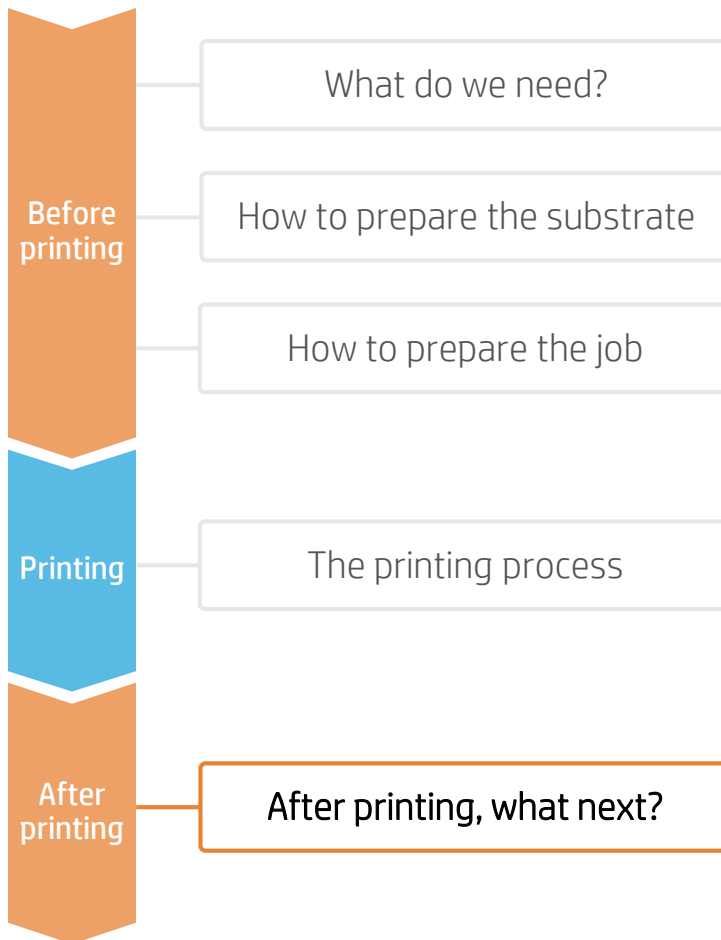 What do we need?
Before
printing
How to prepare the substrate
How to prepare the job
Printing
The printing process
After
printing
After printing, what next?